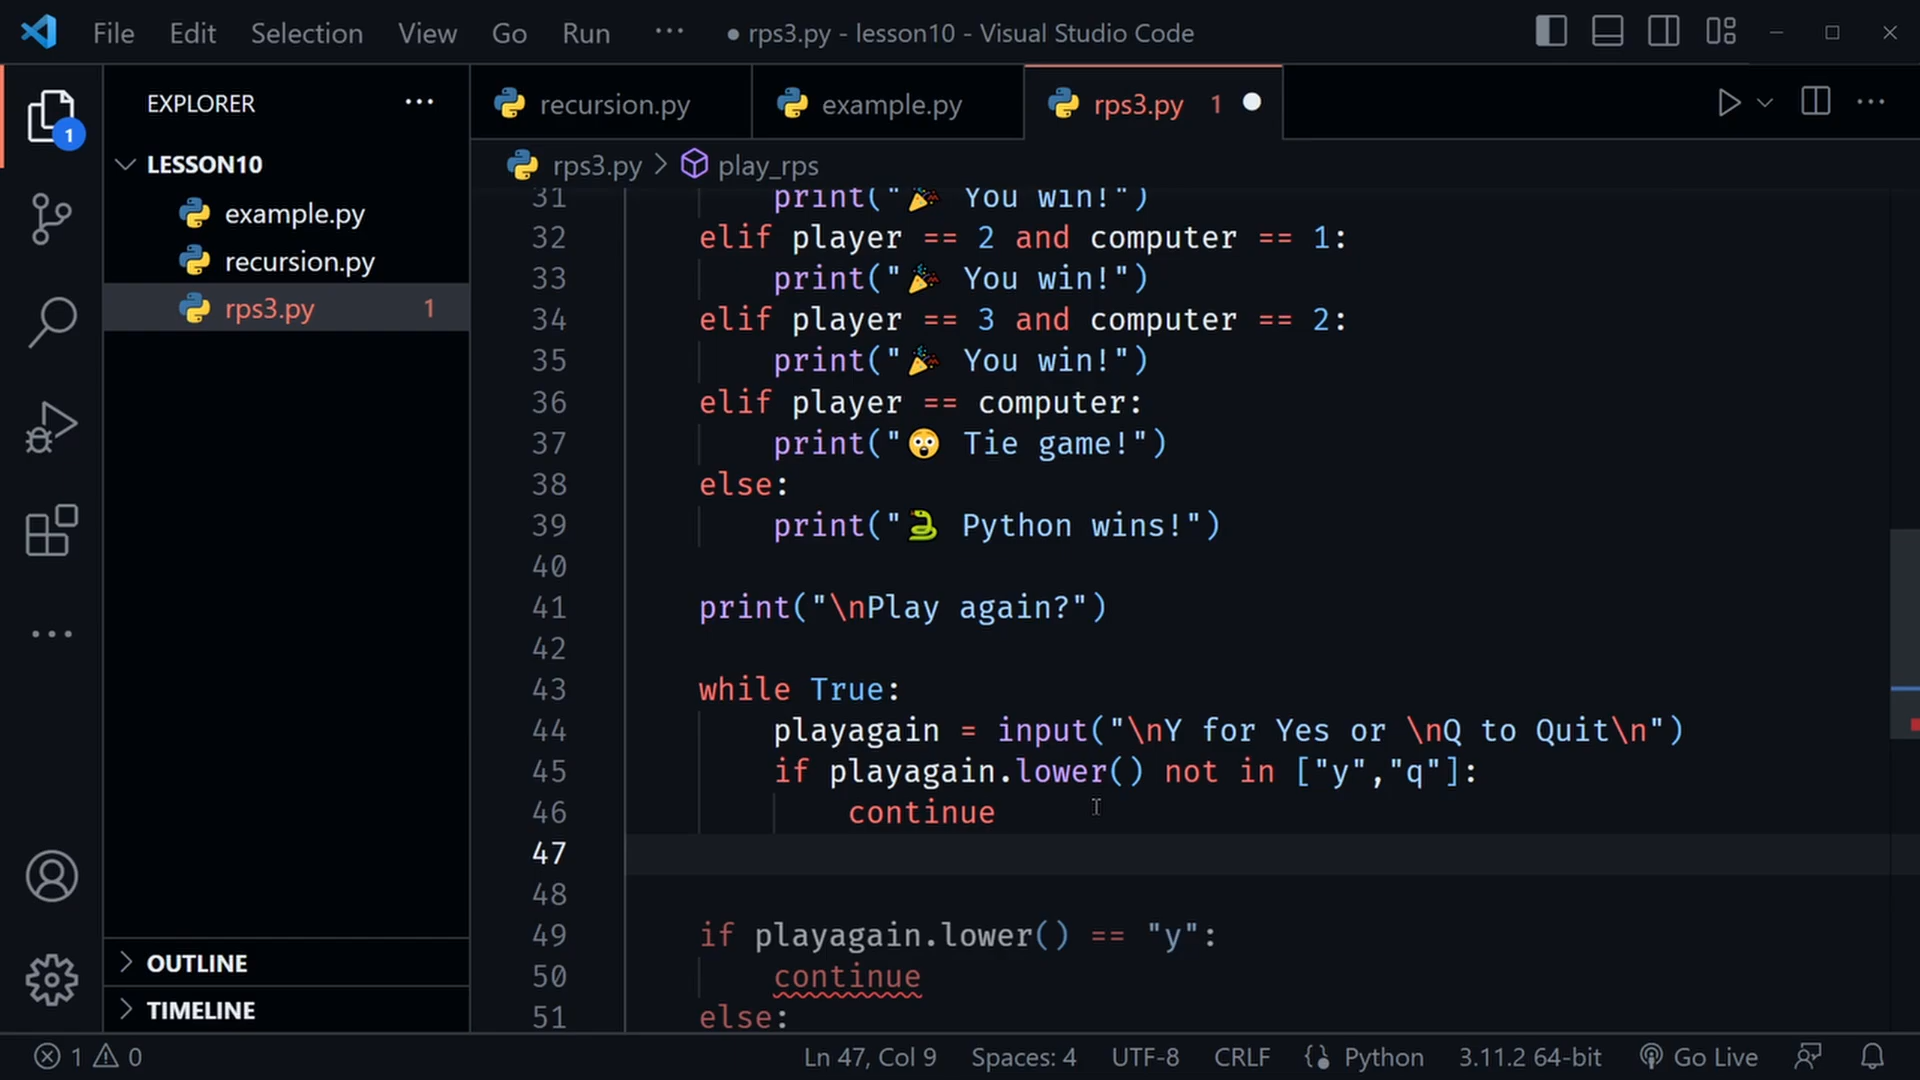 File Edit Selection View Go Run ··· ● rps3.py - lesson10 - Visual Studio Code
EXPLORER ···
recursion.py example.py rps3.py 1
1
LESSON10
rps3.py > play_rps
example.py
recursion.py
rps3.py 1
31 print("🎉 You win!")
32 elif player == 2 and computer == 1:
33 print("🎉 You win!")
34 elif player == 3 and computer == 2:
35 print("🎉 You win!")
36 elif player == computer:
37 print("😲 Tie game!")
38 else:
39 print("🐍 Python wins!")
40
41 print("\nPlay again?")
42
43 while True:
44 playagain = input("\nY for Yes or \nQ to Quit\n")
45 if playagain.lower() not in ["y","q"]:
46 continue
47
48
49 if playagain.lower() == "y":
50 continue
51 else:
OUTLINE
TIMELINE
1 0 Ln 47, Col 9 Spaces: 4 UTF-8 CRLF Python 3.11.2 64-bit Go Live